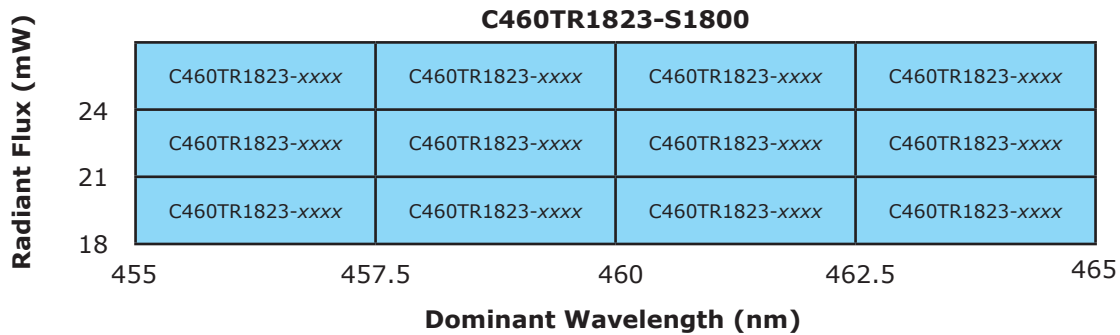 C460TR1823-S1800
Radiant Flux (mW)
C460TR1823-xxxx C460TR1823-xxxx C460TR1823-xxxx C460TR1823-xxxx
24
C460TR1823-xxxx C460TR1823-xxxx C460TR1823-xxxx C460TR1823-xxxx
21
C460TR1823-xxxx C460TR1823-xxxx C460TR1823-xxxx C460TR1823-xxxx
18
455 457.5 460 462.5 465
Dominant Wavelength (nm)